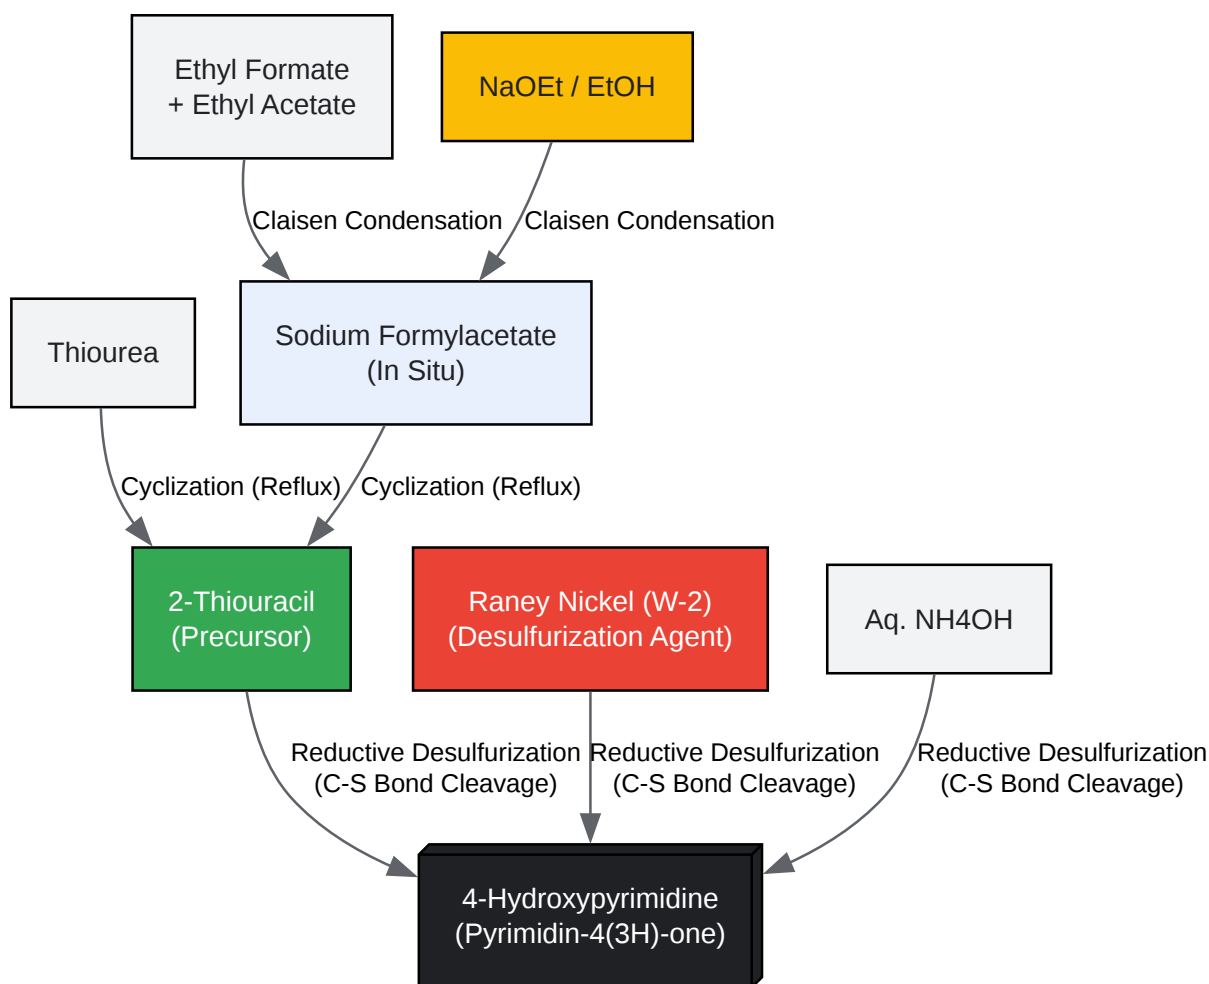 Ethyl Formate
+ Ethyl Acetate
NaOEt / EtOH
Claisen Condensation
Claisen Condensation
Thiourea
Sodium Formylacetate
(In Situ)
Cyclization (Reflux)
Cyclization (Reflux)
2-Thiouracil
(Precursor)
Raney Nickel (W-2)
(Desulfurization Agent)
Aq. NH4OH
Reductive Desulfurization
(C-S Bond Cleavage)
Reductive Desulfurization
(C-S Bond Cleavage)
Reductive Desulfurization
(C-S Bond Cleavage)
4-Hydroxypyrimidine
(Pyrimidin-4(3H)-one)